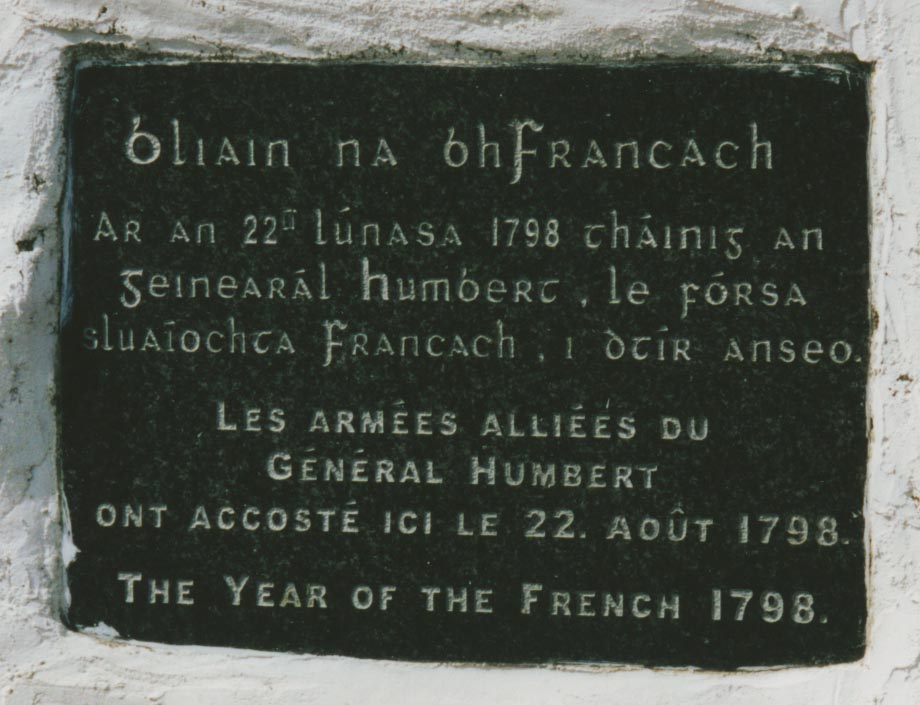 Bliain na bhFrancach
Ar an 22ú Lúnasa 1798 tháinig an
Geinearál Humbert, le fórsa
sluaíochta Francach, i dtír anseo.
LES ARMÉES ALLIÉÉS DU
GÉNÉRAL HUMBERT
ONT ACCOSTÉ ICI LE 22. AOÛT 1798.
THE YEAR OF THE FRENCH 1798.